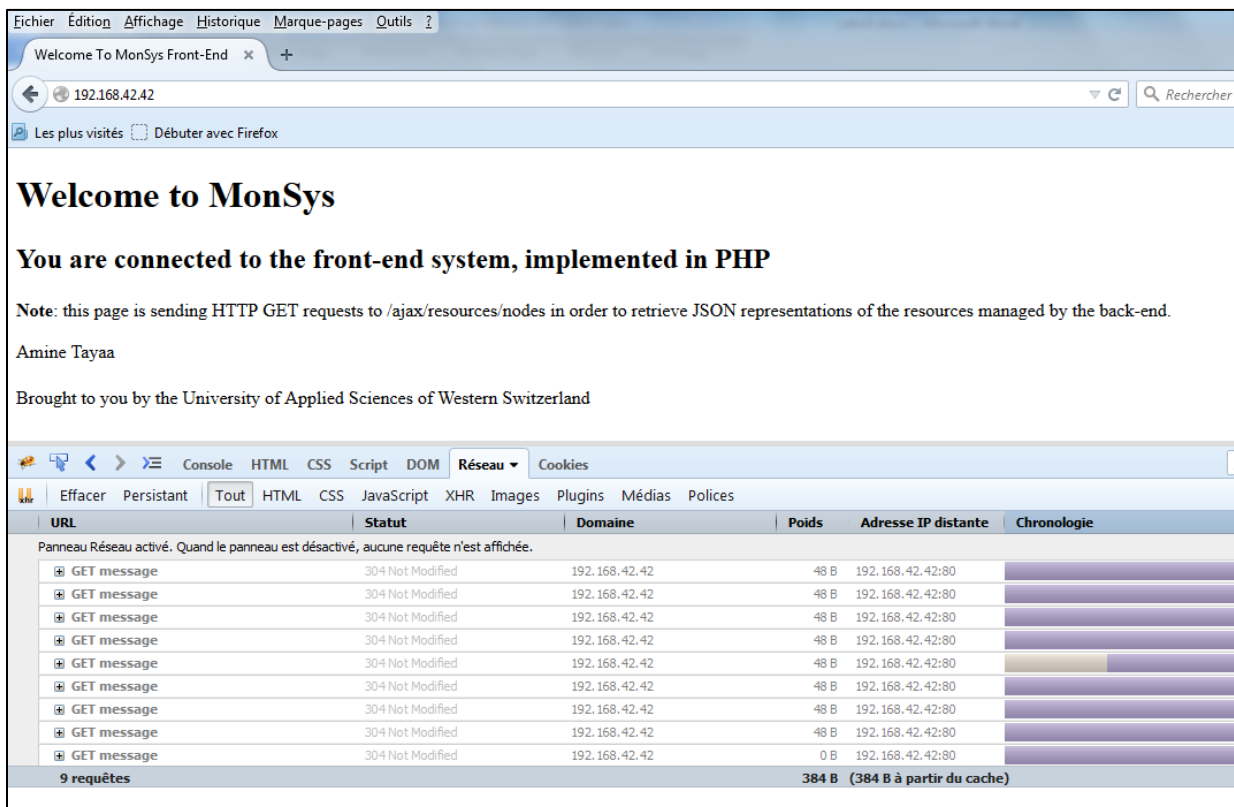 Fichier Édition Affichage Historique Marque-pages Outils ?
Welcome To MonSys Front-End × +
192.168.42.42 Rechercher
Les plus visités Débuter avec Firefox
Welcome to MonSys
You are connected to the front-end system, implemented in PHP
Note: this page is sending HTTP GET requests to /ajax/resources/nodes in order to retrieve JSON representations of the resources managed by the back-end.
Amine Tayaa
Brought to you by the University of Applied Sciences of Western Switzerland
Console HTML CSS Script DOM Réseau Cookies
xhr Effacer Persistant Tout HTML CSS JavaScript XHR Images Plugins Médias Polices
URL Statut Domaine Poids Adresse IP distante Chronologie
Panneau Réseau activé. Quand le panneau est désactivé, aucune requête n'est affichée.
GET message 304 Not Modified 192.168.42.42 48 B 192.168.42.42:80
GET message 304 Not Modified 192.168.42.42 48 B 192.168.42.42:80
GET message 304 Not Modified 192.168.42.42 48 B 192.168.42.42:80
GET message 304 Not Modified 192.168.42.42 48 B 192.168.42.42:80
GET message 304 Not Modified 192.168.42.42 48 B 192.168.42.42:80
GET message 304 Not Modified 192.168.42.42 48 B 192.168.42.42:80
GET message 304 Not Modified 192.168.42.42 48 B 192.168.42.42:80
GET message 304 Not Modified 192.168.42.42 48 B 192.168.42.42:80
GET message 304 Not Modified 192.168.42.42 0 B 192.168.42.42:80
9 requêtes 384 B (384 B à partir du cache)